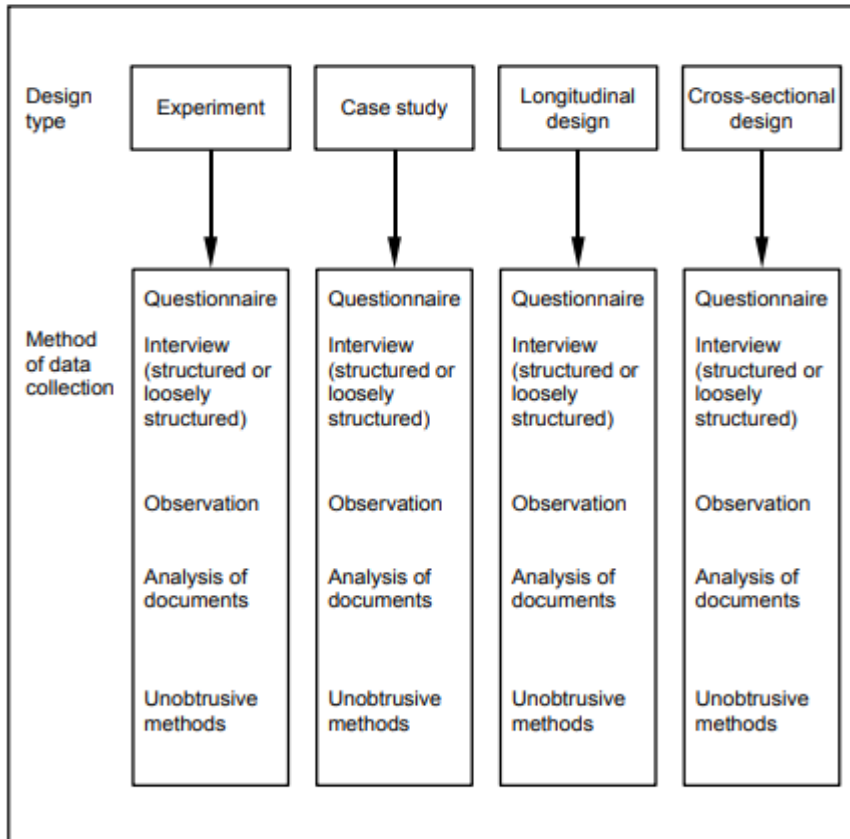 Design
type
Experiment
Case study
Longitudinal
design
Cross-sectional
design
Method
of data
collection
Questionnaire
Interview
(structured or
loosely
structured)
Observation
Analysis of
documents
Unobtrusive
methods
Questionnaire
Interview
(structured or
loosely
structured)
Observation
Analysis of
documents
Unobtrusive
methods
Questionnaire
Interview
(structured or
loosely
structured)
Observation
Analysis of
documents
Unobtrusive
methods
Questionnaire
Interview
(structured or
loosely
structured)
Observation
Analysis of
documents
Unobtrusive
methods